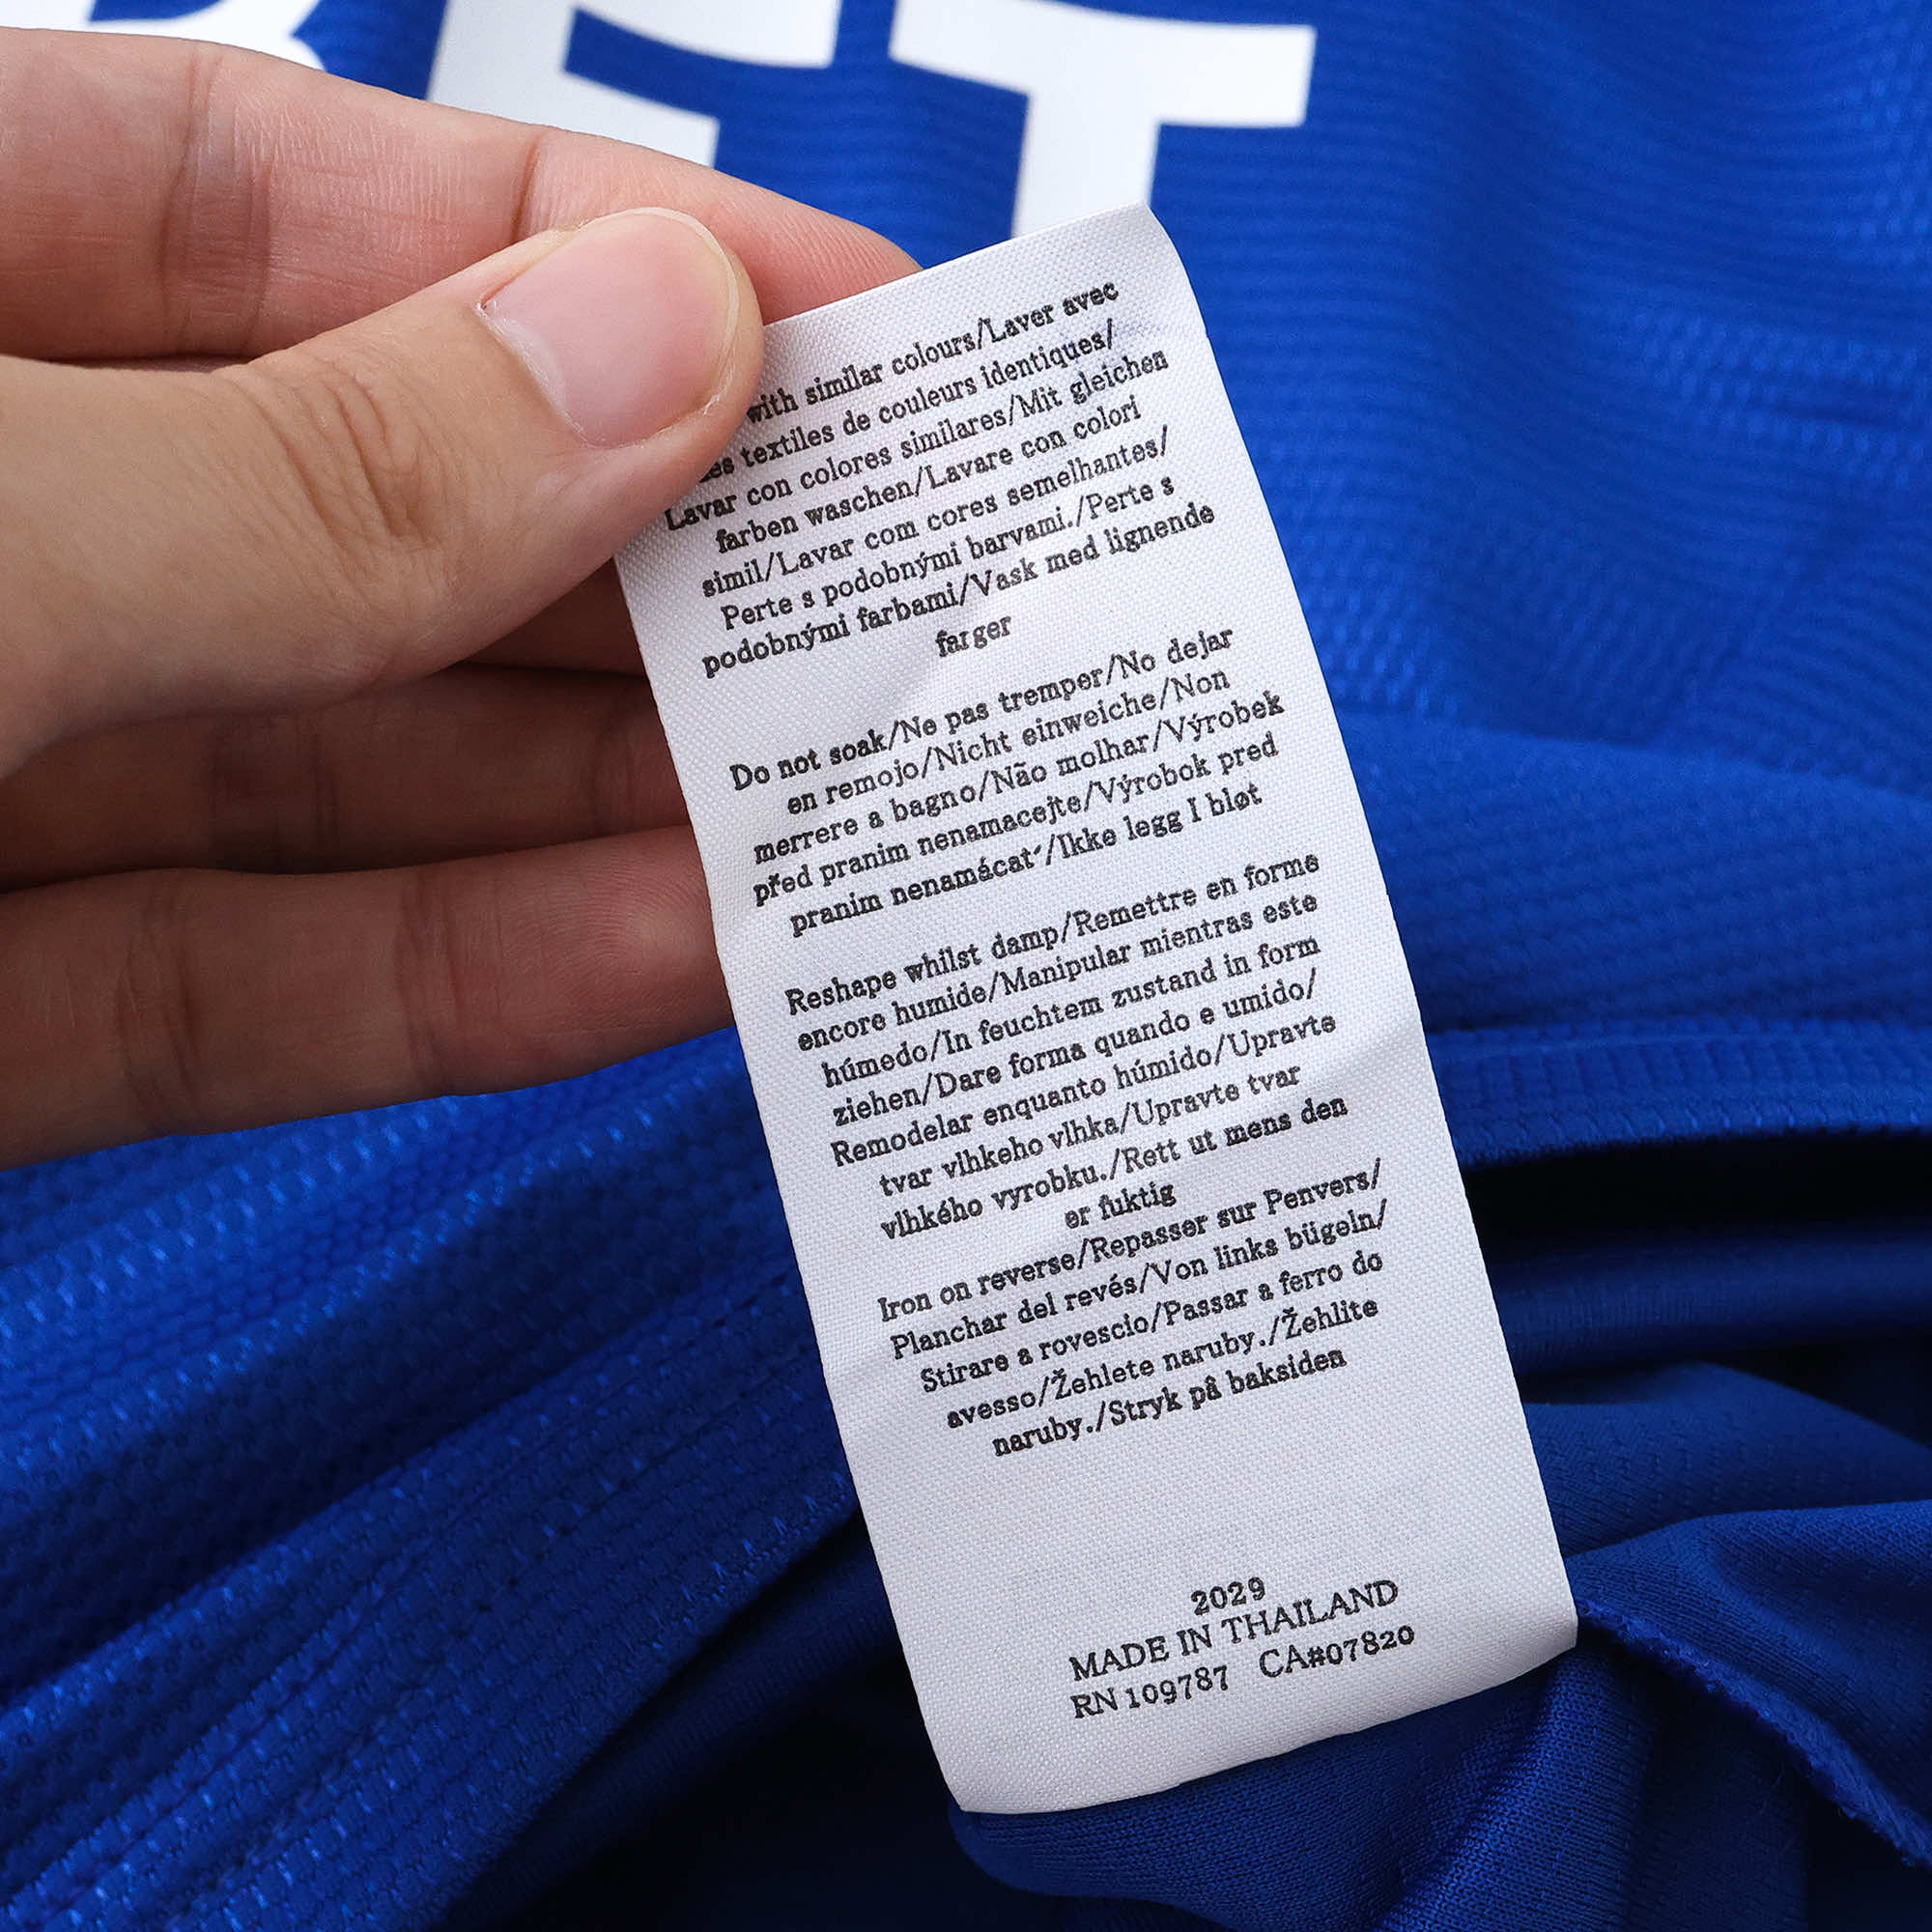 ET
with similar colours/Laver avec
textiles de couleurs identiques/
Lavar con colores similares/Mit gleichen
farben waschen/Lavare con colori
simil/Lavar com cores semelhantes/
Perte s podobnými barvami./Perte s
podobnými farbami/Vask med lignende
farger
Do not soak/Ne pas tremper/No dejar
en remojo/Nicht einweiche/Non
merrere a bagno/Não molhar/Výrobek
před pranim nenamacejte/Výrobok pred
pranim nenamácat´/Ikke legg I bløt
Reshape whilst damp/Remettre en forme
encore humide/Manipular mientras este
húmedo/In feuchtem zustand in form
ziehen/Dare forma quando e umido/
Remodelar enquanto húmido/Upravte
tvar vlhkeho vlhka/Upravte tvar
vlhkého vyrobku./Rett ut mens den
er fuktig
Iron on reverse/Repasser sur Penvers/
Planchar del revés/Von links bügeln/
Stirare a rovescio/Passar a ferro do
avesso/Žehlete naruby./Žehlite
naruby./Stryk på baksiden
2029
MADE IN THAILAND
RN 109787 CA#07820